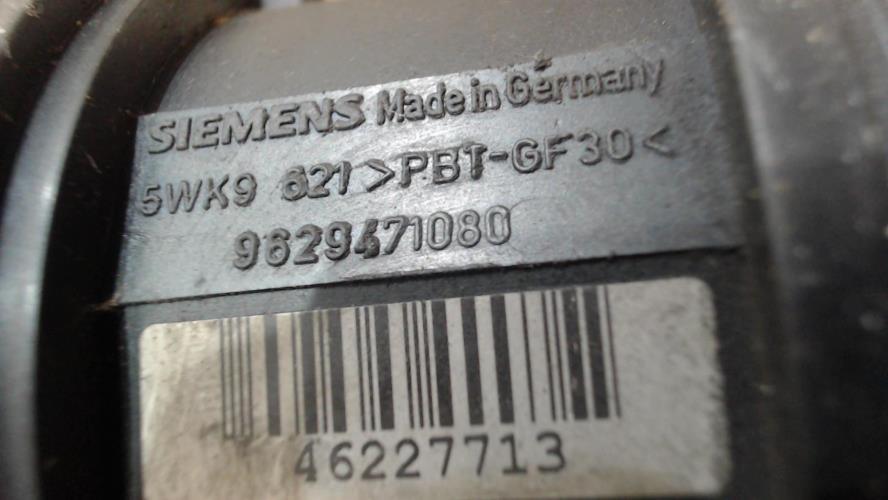 SIEMENS Made in Germany
5WK9 621 >PBT-GF30<
9629471080
46227713